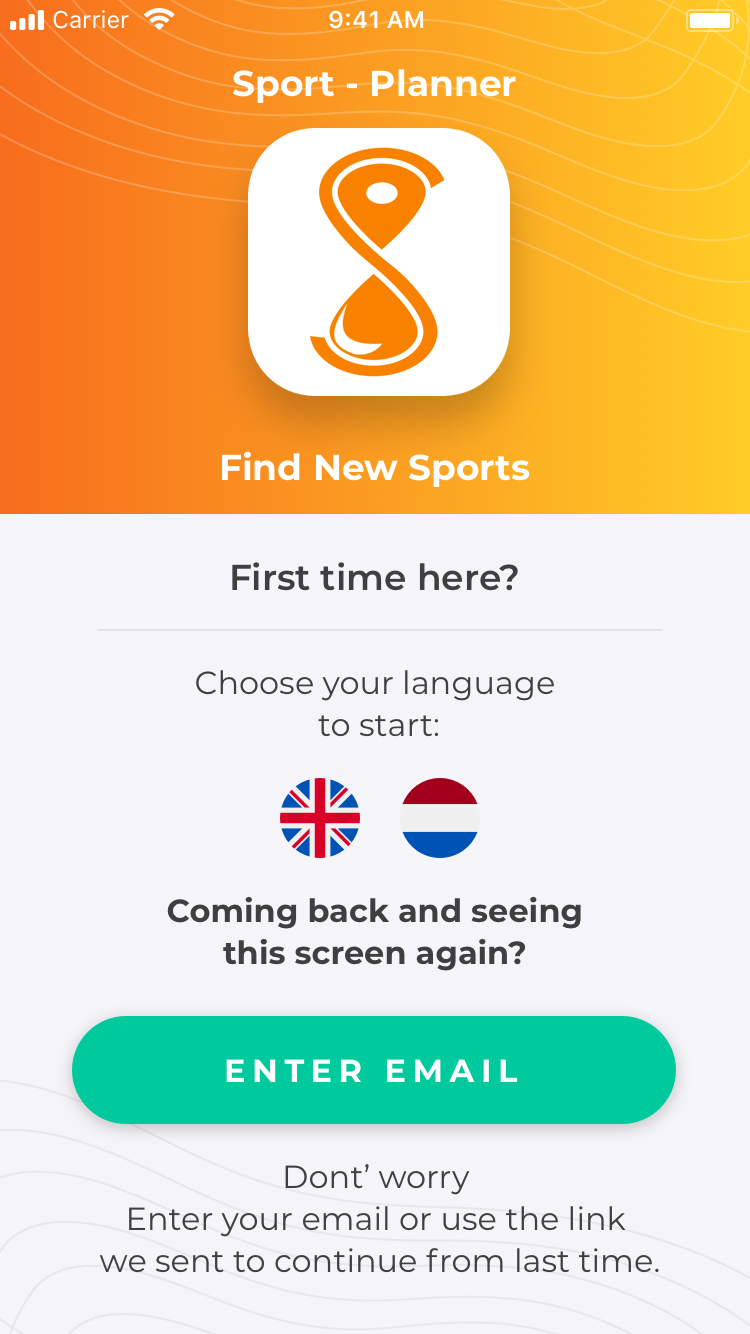 Carrier 9:41 AM
Sport - Planner
Find New Sports
First time here?
Choose your language
to start:
Coming back and seeing
this screen again?
ENTER EMAIL
Dont’ worry
Enter your email or use the link
we sent to continue from last time.